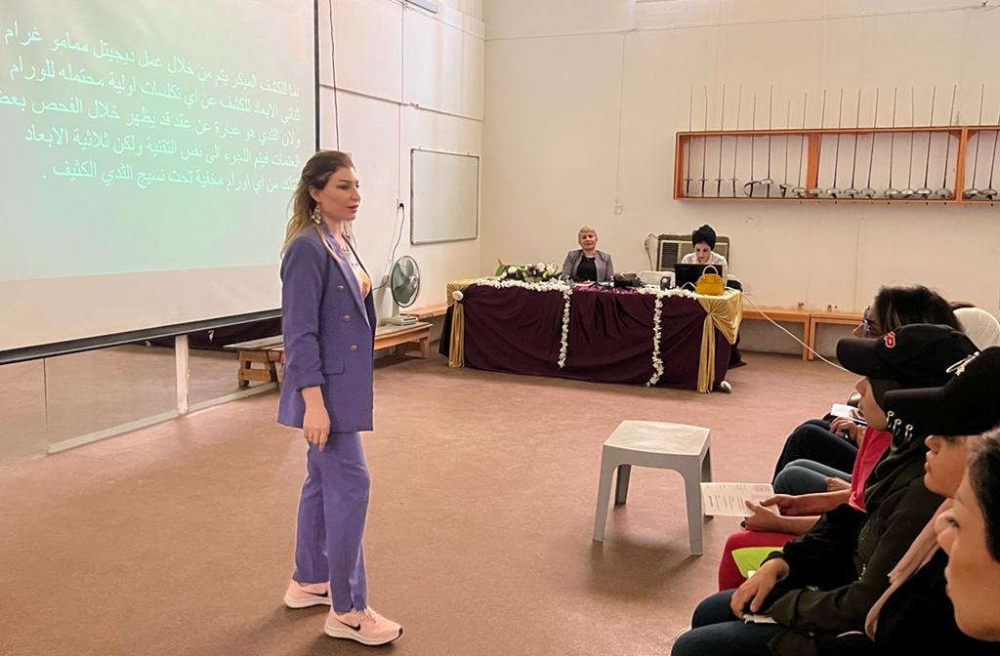 اما للكشف المبكر يتم من خلال عمل ديجيتل ممامو غرام
ثنائي الابعاد للكشف عن اي تكلسات اولية محتمله للورام
ولان الثدي هو عبارة عن عقد قد يظهر خلال الفحص بعض
العتمات فيتم اللجوء الى نفس التقنية ولكن ثلاثية الابعاد
للتأكد من اي اورام مخفية تحت نسيج الثدي الكثيف .